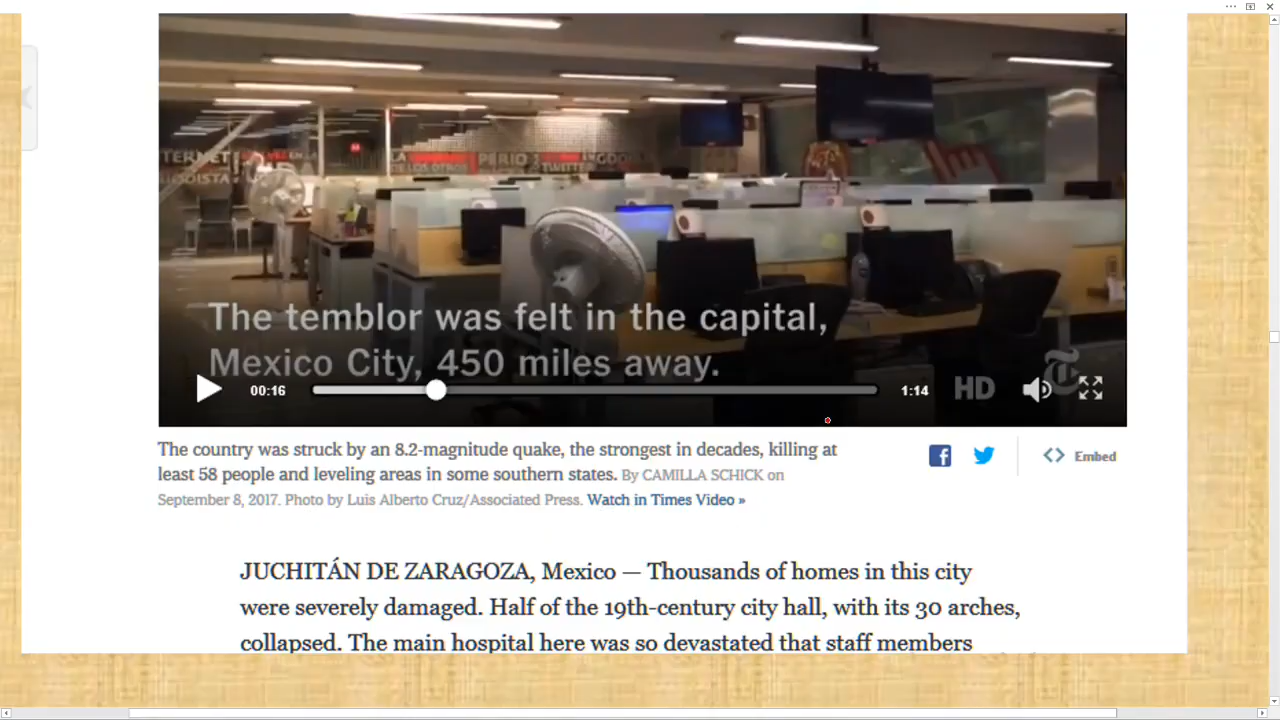 The temblor was felt in the capital,
Mexico City, 450 miles away.
00:16
1:14
HD
The country was struck by an 8.2-magnitude quake, the strongest in decades, killing at
least 58 people and leveling areas in some southern states. By CAMILLA SCHICK on
September 8, 2017. Photo by Luis Alberto Cruz/Associated Press. Watch in Times Video »
Embed
JUCHITÁN DE ZARAGOZA, Mexico — Thousands of homes in this city
were severely damaged. Half of the 19th-century city hall, with its 30 arches,
collapsed. The main hospital here was so devastated that staff members